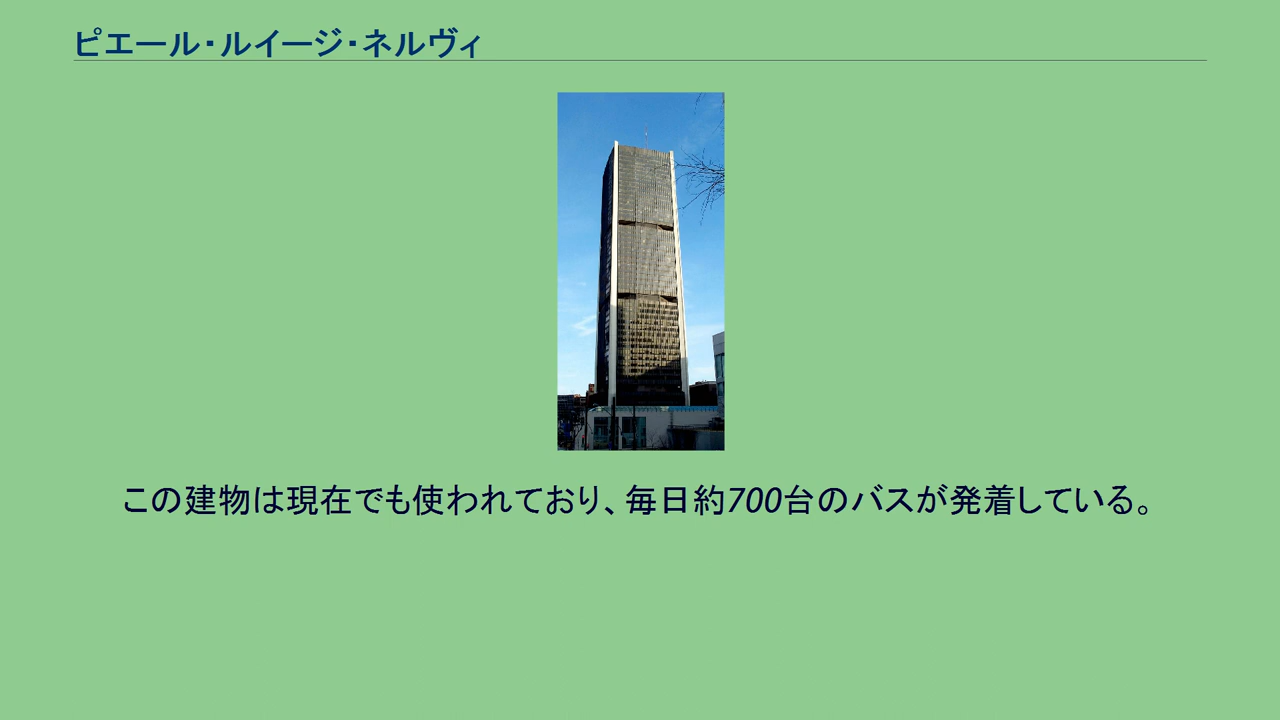 ピエール・ルイージ・ネルヴィ
この建物は現在でも使われており、毎日約700台のバスが発着している。